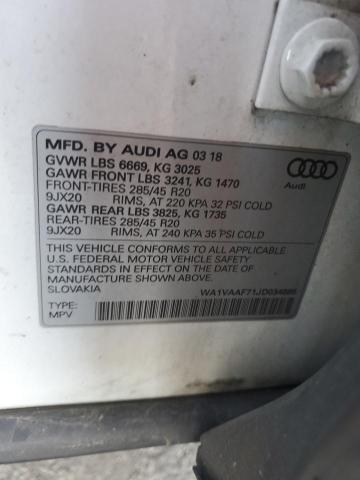 MFD. BY AUDI AG 03 18
GVWR LBS 6669, KG 3025
GAWR FRONT LBS 3241, KG 1470
FRONT-TIRES 285/45 R20
9JX20 RIMS, AT 220 KPA 32 PSI COLD
GAWR REAR LBS 3825, KG 1735
REAR-TIRES 285/45 R20
9JX20 RIMS, AT 240 KPA 35 PSI COLD
Audi
THIS VEHICLE CONFORMS TO ALL APPLICABLE
U.S. FEDERAL MOTOR VEHICLE SAFETY
STANDARDS IN EFFECT ON THE DATE OF
MANUFACTURE SHOWN ABOVE.
SLOVAKIA
TYPE:
MPV